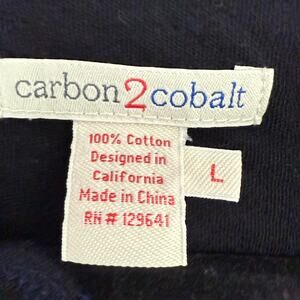 carbon2cobalt
100% Cotton
Designed in
California
Made in China
RN# 129641
L